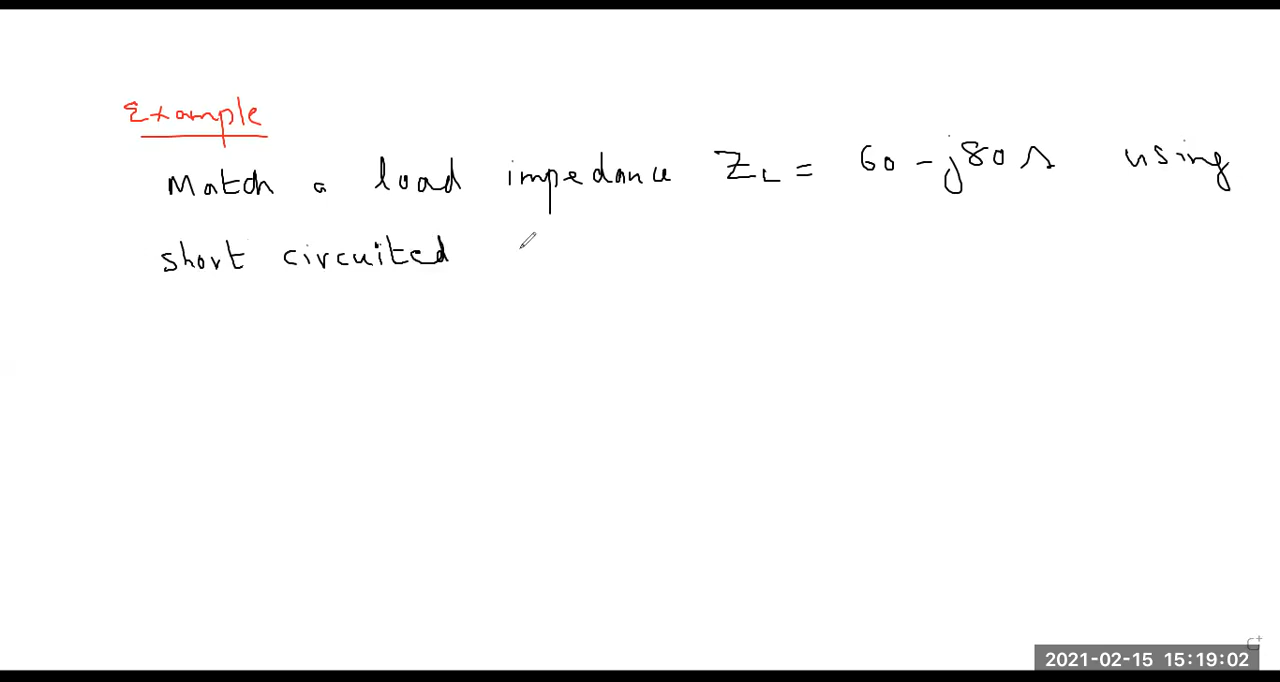 Example
Match a load impedance ZL = 60 - j80 Ω using
short circuited
2021-02-15 15:19:02